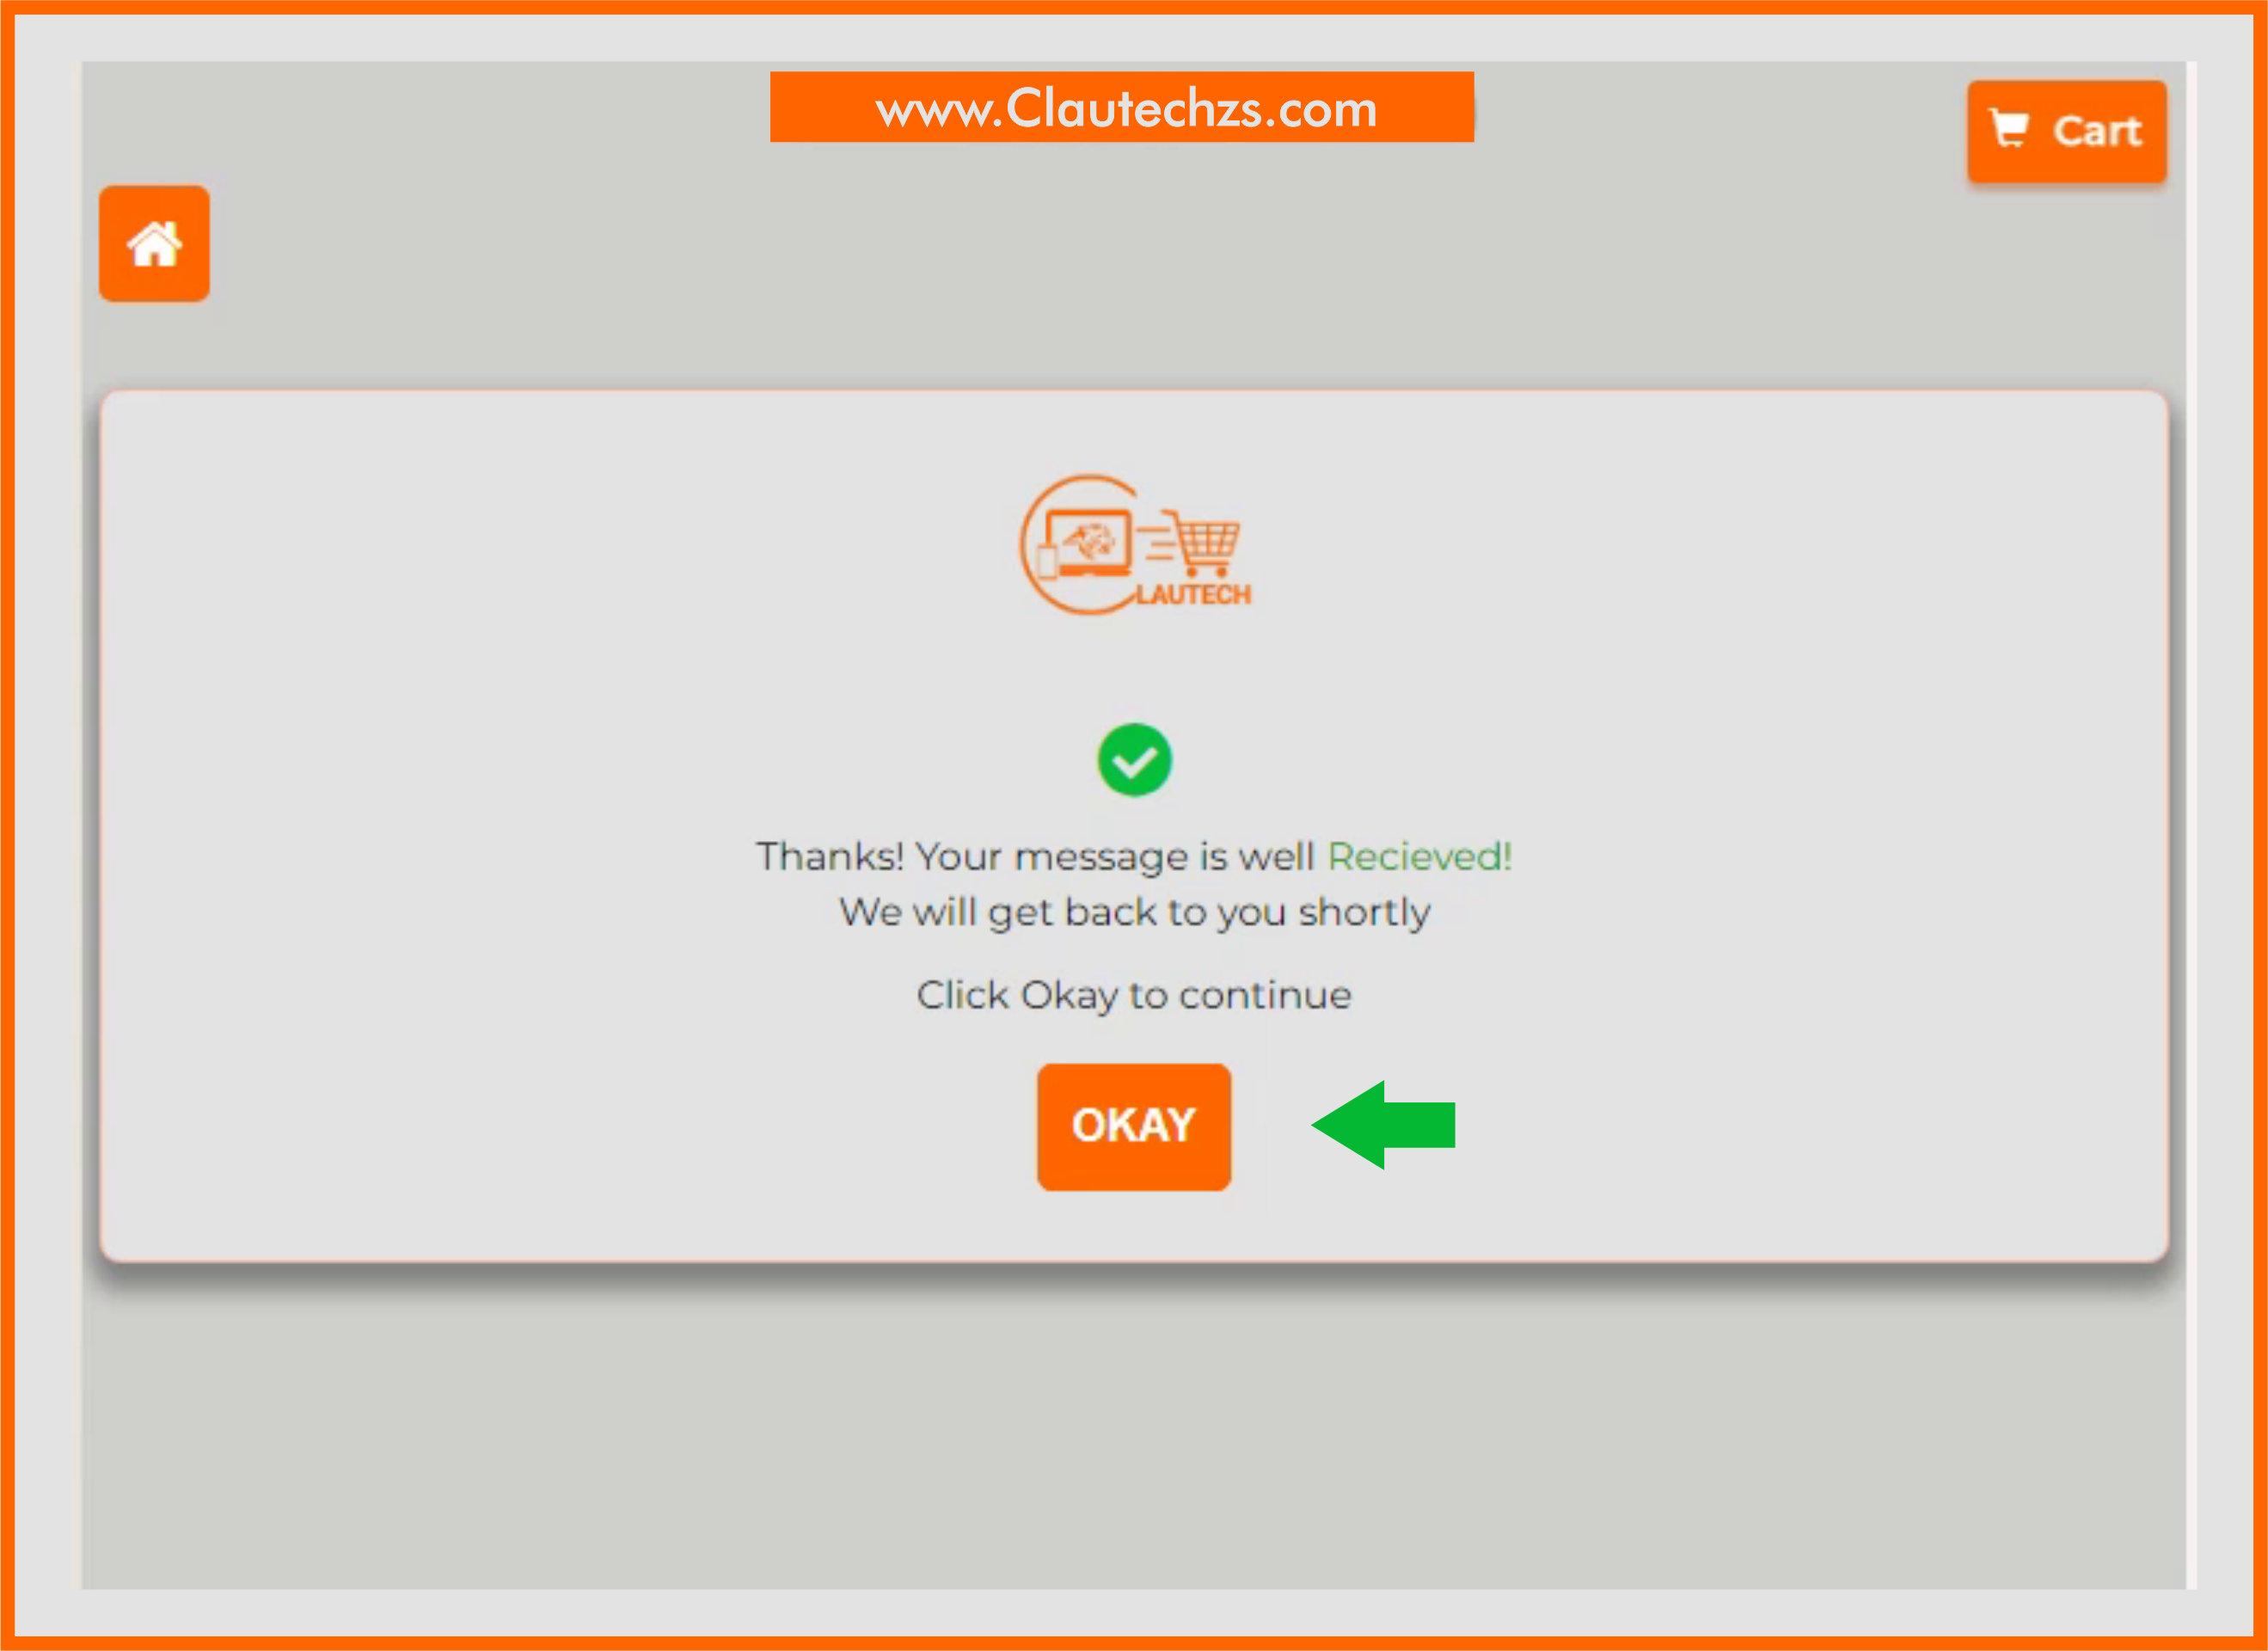 www.Clautechzs.com
Cart
LAUTECH
Thanks! Your message is well Recieved!
We will get back to you shortly
Click Okay to continue
OKAY